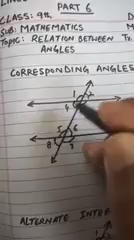 PART 6
CLASS: 9th,
SUB: MATHEMATICS
TOPIC: RELATION BETWEEN
ANGLES
CORRESPONDING ANGLES
1
4
5 6
8 7
ALTERNATE INTER